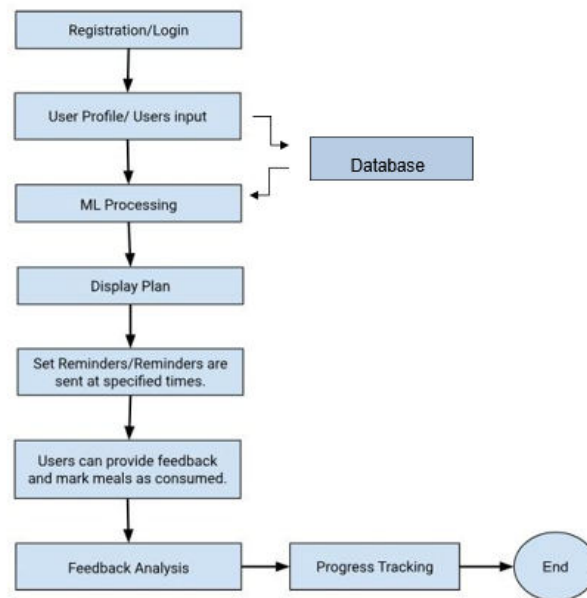 Registration/Login
User Profile/ Users input
Database
ML Processing
Display Plan
Set Reminders/Reminders are
sent at specified times.
Users can provide feedback
and mark meals as consumed.
Feedback Analysis
Progress Tracking
End